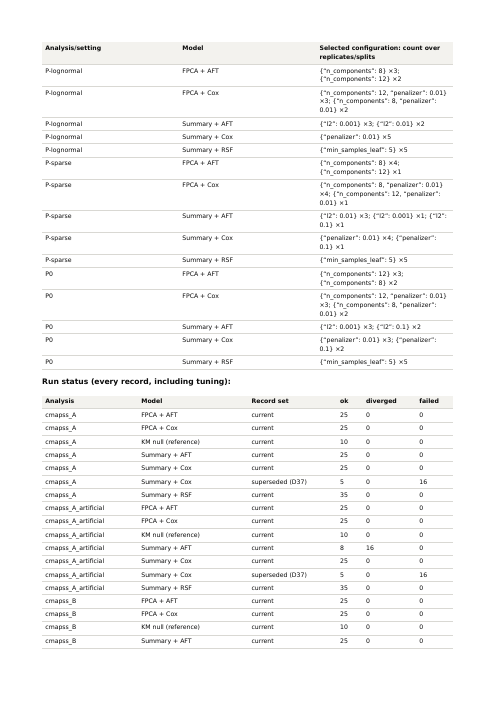 Analysis/setting Model Selected configuration: count over
replicates/splits
P-lognormal FPCA + AFT {"n_components": 8} ×3;
{"n_components": 12} ×2
P-lognormal FPCA + Cox {"n_components": 12, "penalizer": 0.01}
×3; {"n_components": 8, "penalizer":
0.01} ×2
P-lognormal Summary + AFT {"l2": 0.001} ×3; {"l2": 0.01} ×2
P-lognormal Summary + Cox {"penalizer": 0.01} ×5
P-lognormal Summary + RSF {"min_samples_leaf": 5} ×5
P-sparse FPCA + AFT {"n_components": 8} ×4;
{"n_components": 12} ×1
P-sparse FPCA + Cox {"n_components": 8, "penalizer": 0.01}
×4; {"n_components": 12, "penalizer":
0.01} ×1
P-sparse Summary + AFT {"l2": 0.01} ×3; {"l2": 0.001} ×1; {"l2":
0.1} ×1
P-sparse Summary + Cox {"penalizer": 0.01} ×4; {"penalizer":
0.1} ×1
P-sparse Summary + RSF {"min_samples_leaf": 5} ×5
P0 FPCA + AFT {"n_components": 12} ×3;
{"n_components": 8} ×2
P0 FPCA + Cox {"n_components": 12, "penalizer": 0.01}
×3; {"n_components": 8, "penalizer":
0.01} ×2
P0 Summary + AFT {"l2": 0.001} ×3; {"l2": 0.1} ×2
P0 Summary + Cox {"penalizer": 0.01} ×3; {"penalizer":
0.1} ×2
P0 Summary + RSF {"min_samples_leaf": 5} ×5
Run status (every record, including tuning):
Analysis Model Record set ok diverged failed
cmapss_A FPCA + AFT current 25 0 0
cmapss_A FPCA + Cox current 25 0 0
cmapss_A KM null (reference) current 10 0 0
cmapss_A Summary + AFT current 25 0 0
cmapss_A Summary + Cox current 25 0 0
cmapss_A Summary + Cox superseded (D37) 5 0 16
cmapss_A Summary + RSF current 35 0 0
cmapss_A_artificial FPCA + AFT current 25 0 0
cmapss_A_artificial FPCA + Cox current 25 0 0
cmapss_A_artificial KM null (reference) current 10 0 0
cmapss_A_artificial Summary + AFT current 8 16 0
cmapss_A_artificial Summary + Cox current 25 0 0
cmapss_A_artificial Summary + Cox superseded (D37) 5 0 16
cmapss_A_artificial Summary + RSF current 35 0 0
cmapss_B FPCA + AFT current 25 0 0
cmapss_B FPCA + Cox current 25 0 0
cmapss_B KM null (reference) current 10 0 0
cmapss_B Summary + AFT current 25 0 0